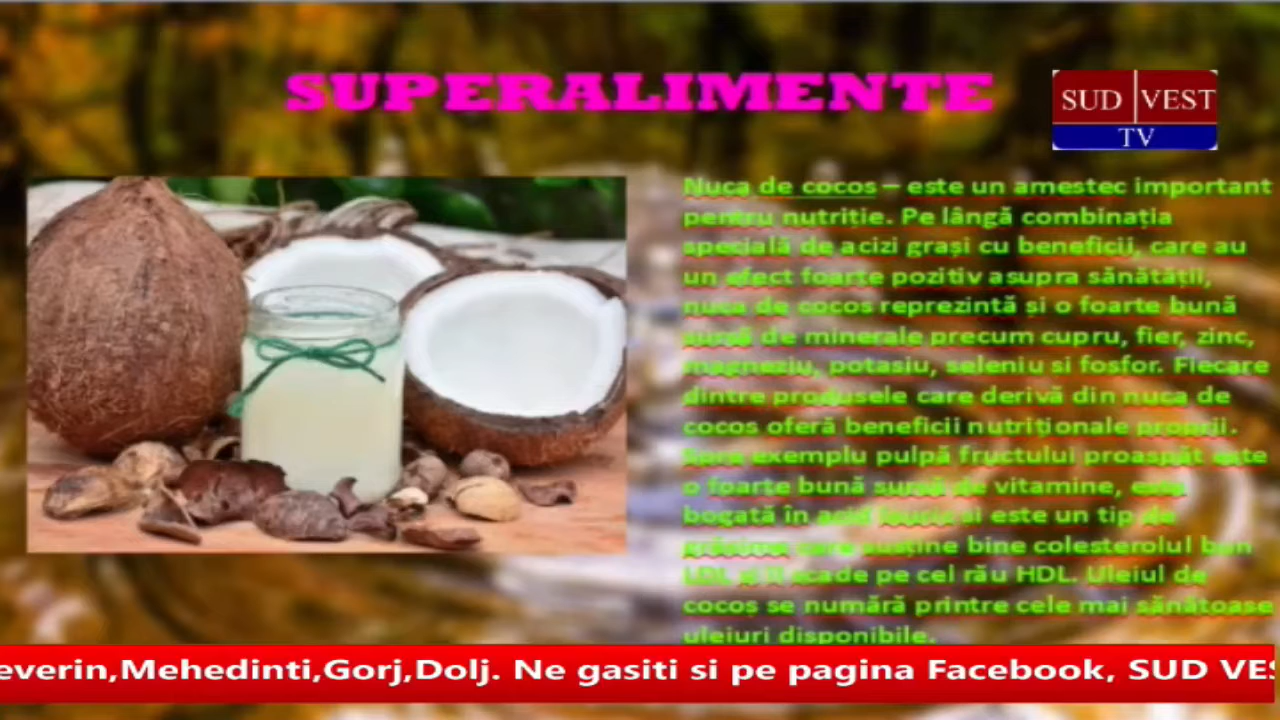 SUPERALIMENTE
SUD VEST
TV
Nuca de cocos – este un amestec important
pentru nutriție. Pe lângă combinația
specială de acizi grași cu beneficii, care au
un efect foarte pozitiv asupra sănătății,
nuca de cocos reprezintă și o foarte bună
sursă de minerale precum cupru, fier, zinc,
magneziu, potasiu, seleniu si fosfor. Fiecare
dintre produsele care derivă din nuca de
cocos oferă beneficii nutriționale proprii.
Spre exemplu pulpă fructului proaspăt este
o foarte bună sursă de vitamine, este
bogată în acid lauric si este un tip de
grăsime care susține bine colesterolul bun
LDL și îl scade pe cel rău HDL. Uleiul de
cocos se numără printre cele mai sănătoase
uleiuri disponibile.
everin,Mehedinti,Gorj,Dolj. Ne gasiti si pe pagina Facebook, SUD VES